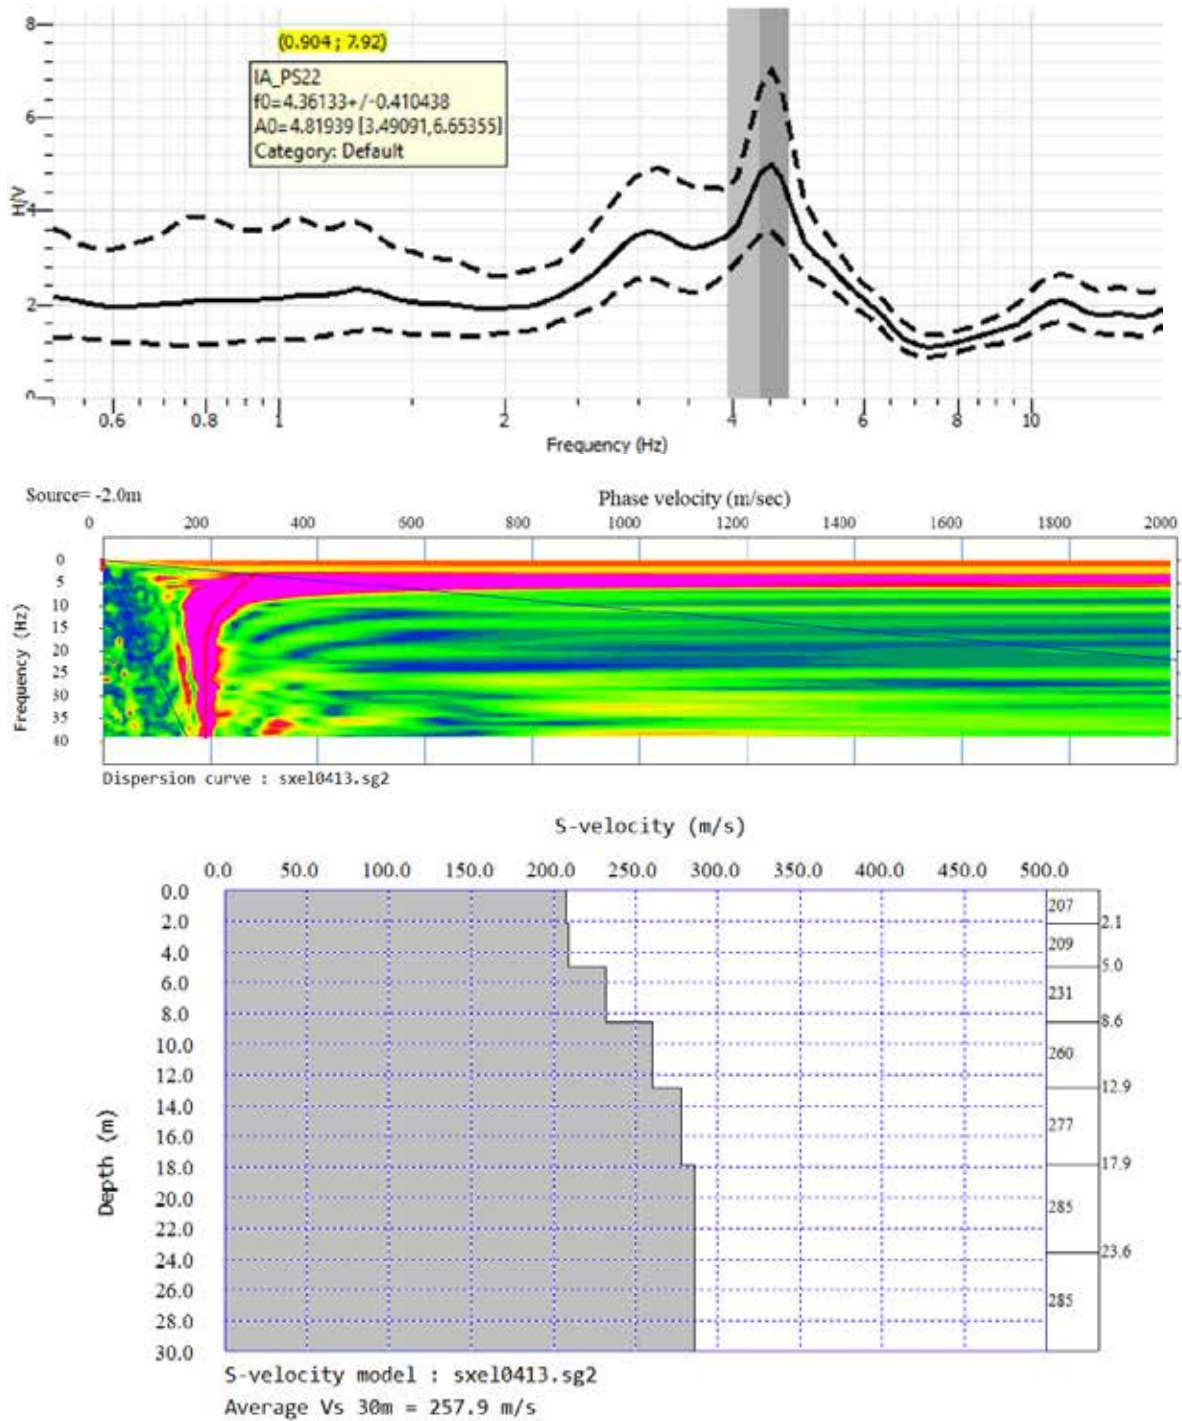 8
(0.904 ; 7.92)
IA_PS22
f0=4.36133+/-0.410438
A0=4.81939 [3.49091,6.65355]
Category: Default
6
H/V
4
2
0
0.6 0.8 1 2 4 6 8 10
Frequency (Hz)
Source= -2.0m
Phase velocity (m/sec)
0 200 400 600 800 1000 1200 1400 1600 1800 2000
Frequency (Hz)
0
5
10
15
20
25
30
35
40
Dispersion curve : sxel0413.sg2
S-velocity (m/s)
0.0 50.0 100.0 150.0 200.0 250.0 300.0 350.0 400.0 450.0 500.0
Depth (m)
0.0
2.0
4.0
6.0
8.0
10.0
12.0
14.0
16.0
18.0
20.0
22.0
24.0
26.0
28.0
30.0
207
2.1
209
5.0
231
8.6
260
12.9
277
17.9
285
23.6
285
S-velocity model : sxel0413.sg2
Average Vs 30m = 257.9 m/s